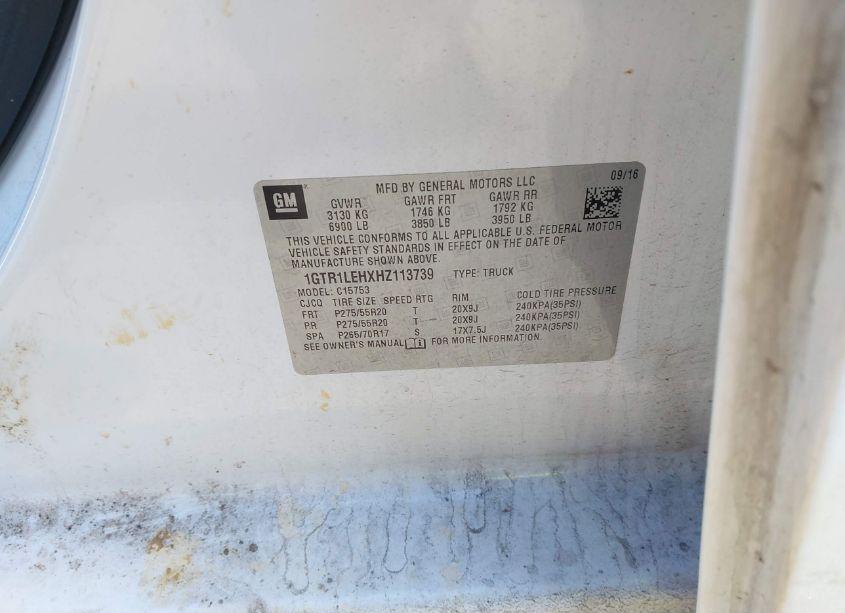 GM
MFD BY GENERAL MOTORS LLC
09/16
GVWR GAWR FRT GAWR RR
3130 KG 1746 KG 1792 KG
6900 LB 3850 LB 3950 LB
THIS VEHICLE CONFORMS TO ALL APPLICABLE U.S. FEDERAL MOTOR
VEHICLE SAFETY STANDARDS IN EFFECT ON THE DATE OF
MANUFACTURE SHOWN ABOVE.
1GTR1LEHXHZ113739 TYPE: TRUCK
MODEL: C15753
CJCQ TIRE SIZE SPEED RTG RIM COLD TIRE PRESSURE
FRT P275/55R20 T 20X9J 240KPA(35PSI)
RR P275/55R20 T 20X9J 240KPA(35PSI)
SPA P265/70R17 S 17X7.5J 240KPA(35PSI)
SEE OWNER'S MANUAL FOR MORE INFORMATION.